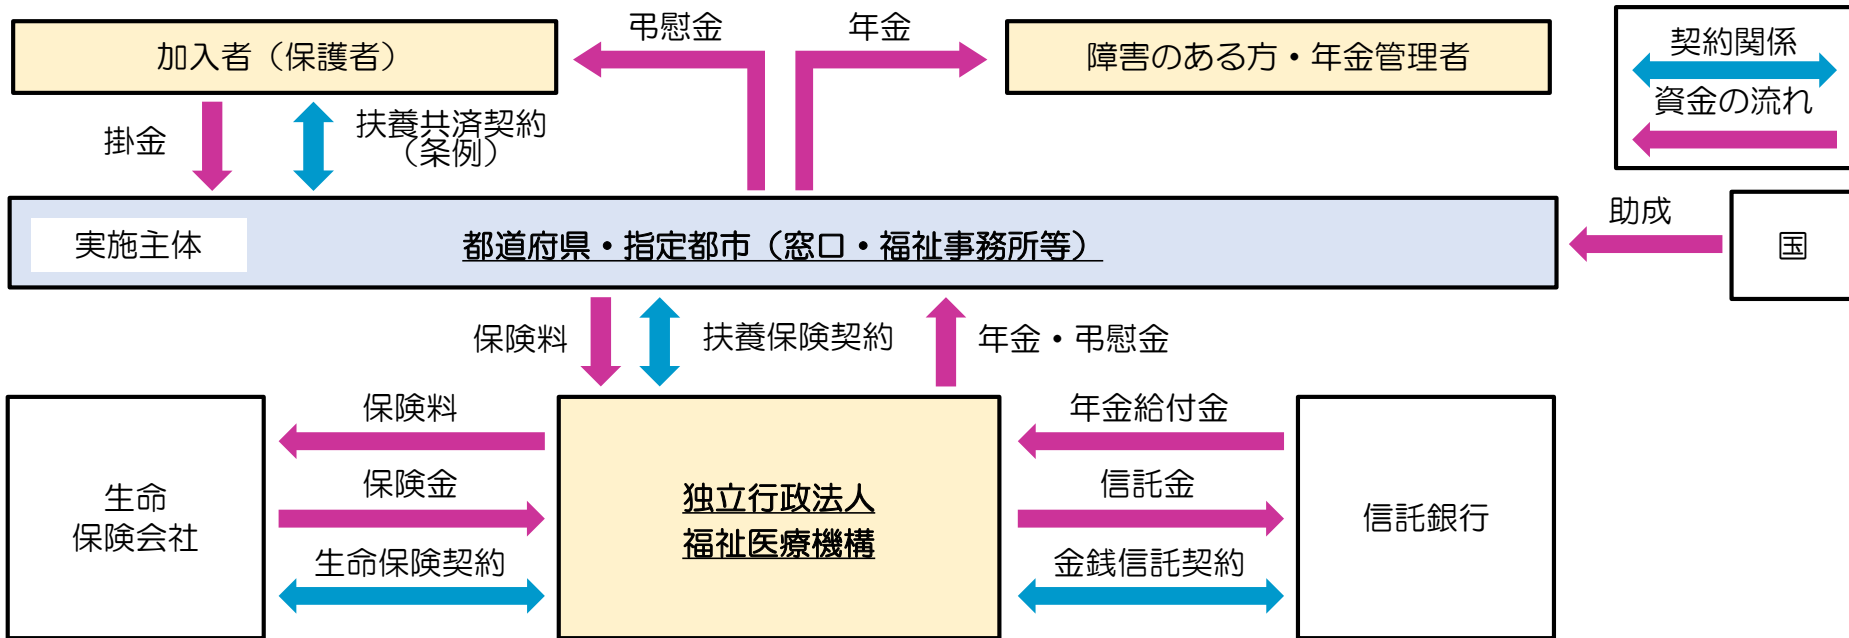 加入者（保護者）
弔慰金
年金
障害のある方・年金管理者
契約関係
資金の流れ
掛金
扶養共済契約
（条例）
実施主体
都道府県・指定都市（窓口・福祉事務所等）
助成
国
保険料
扶養保険契約
年金・弔慰金
生命
保険会社
保険料
保険金
生命保険契約
独立行政法人
福祉医療機構
年金給付金
信託金
金銭信託契約
信託銀行